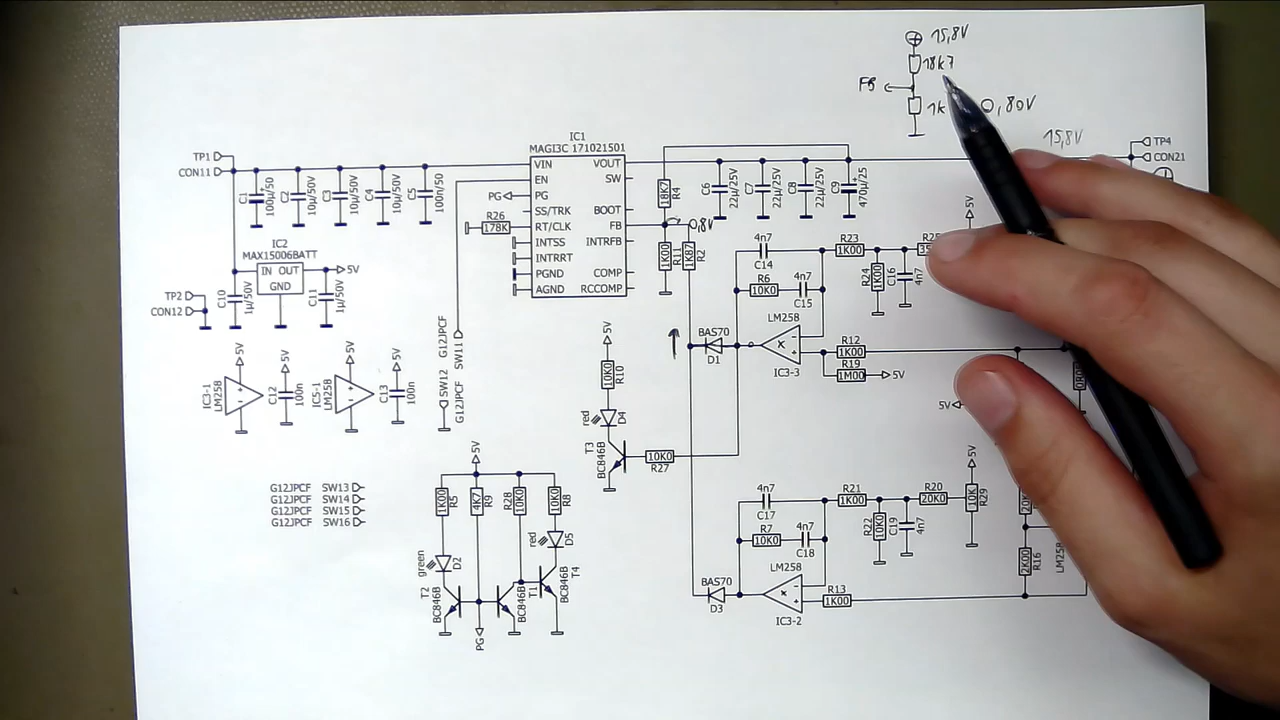 15,8V
18k7
FB
1k
0,80V
15,8V
IC1
MAGI3C 171021501
TP1
CON11
VIN
EN
PG
SS/TRK
RT/CLK
INTSS
INTRRT
PGND
AGND
VOUT
SW
BOOT
FB
INTRFB
COMP
RCCOMP
TP4
CON21
PG
R26
178K
C1
100µ/50
C2
10µ/50V
C3
10µ/50V
C4
10µ/50V
C5
100n/50
18K7
R4
C6
22µ/25V
C7
22µ/25V
C8
22µ/25V
C9
470µ/25
0,8V
1K00
R11
1K87
R2
IC2
MAX15006BATT
IN OUT
GND
5V
TP2
CON12
C10
1µ/50V
C11
1µ/50V
4n7
C14
R6
10K0
4n7
C15
R23
1K00
R24
1K00
C16
4n7
R25
LM258
IC3-3
BAS70
D1
R12
1K00
R19
1M00
5V
5V
5V
IC3-1
LM258
C12
100n
5V
IC5-1
LM258
5V
C13
100n
SW12
G12JPCF
G12JPCF
SW11
5V
10K0
R10
red
D4
T3
BC846B
10K0
R27
G12JPCF SW13
G12JPCF SW14
G12JPCF SW15
G12JPCF SW16
5V
1K00
R5
4K7
R9
R28
10K0
10K0
R8
green
D2
red
D5
T2
BC846B
BC846B
T1
BC846B
T4
PG
4n7
C17
R7
10K0
4n7
C18
R21
1K00
R22
10K0
C19
4n7
R20
20K0
5V
10K
R29
LM258
IC3-2
BAS70
D3
R13
1K00
2K00
R16
LM258